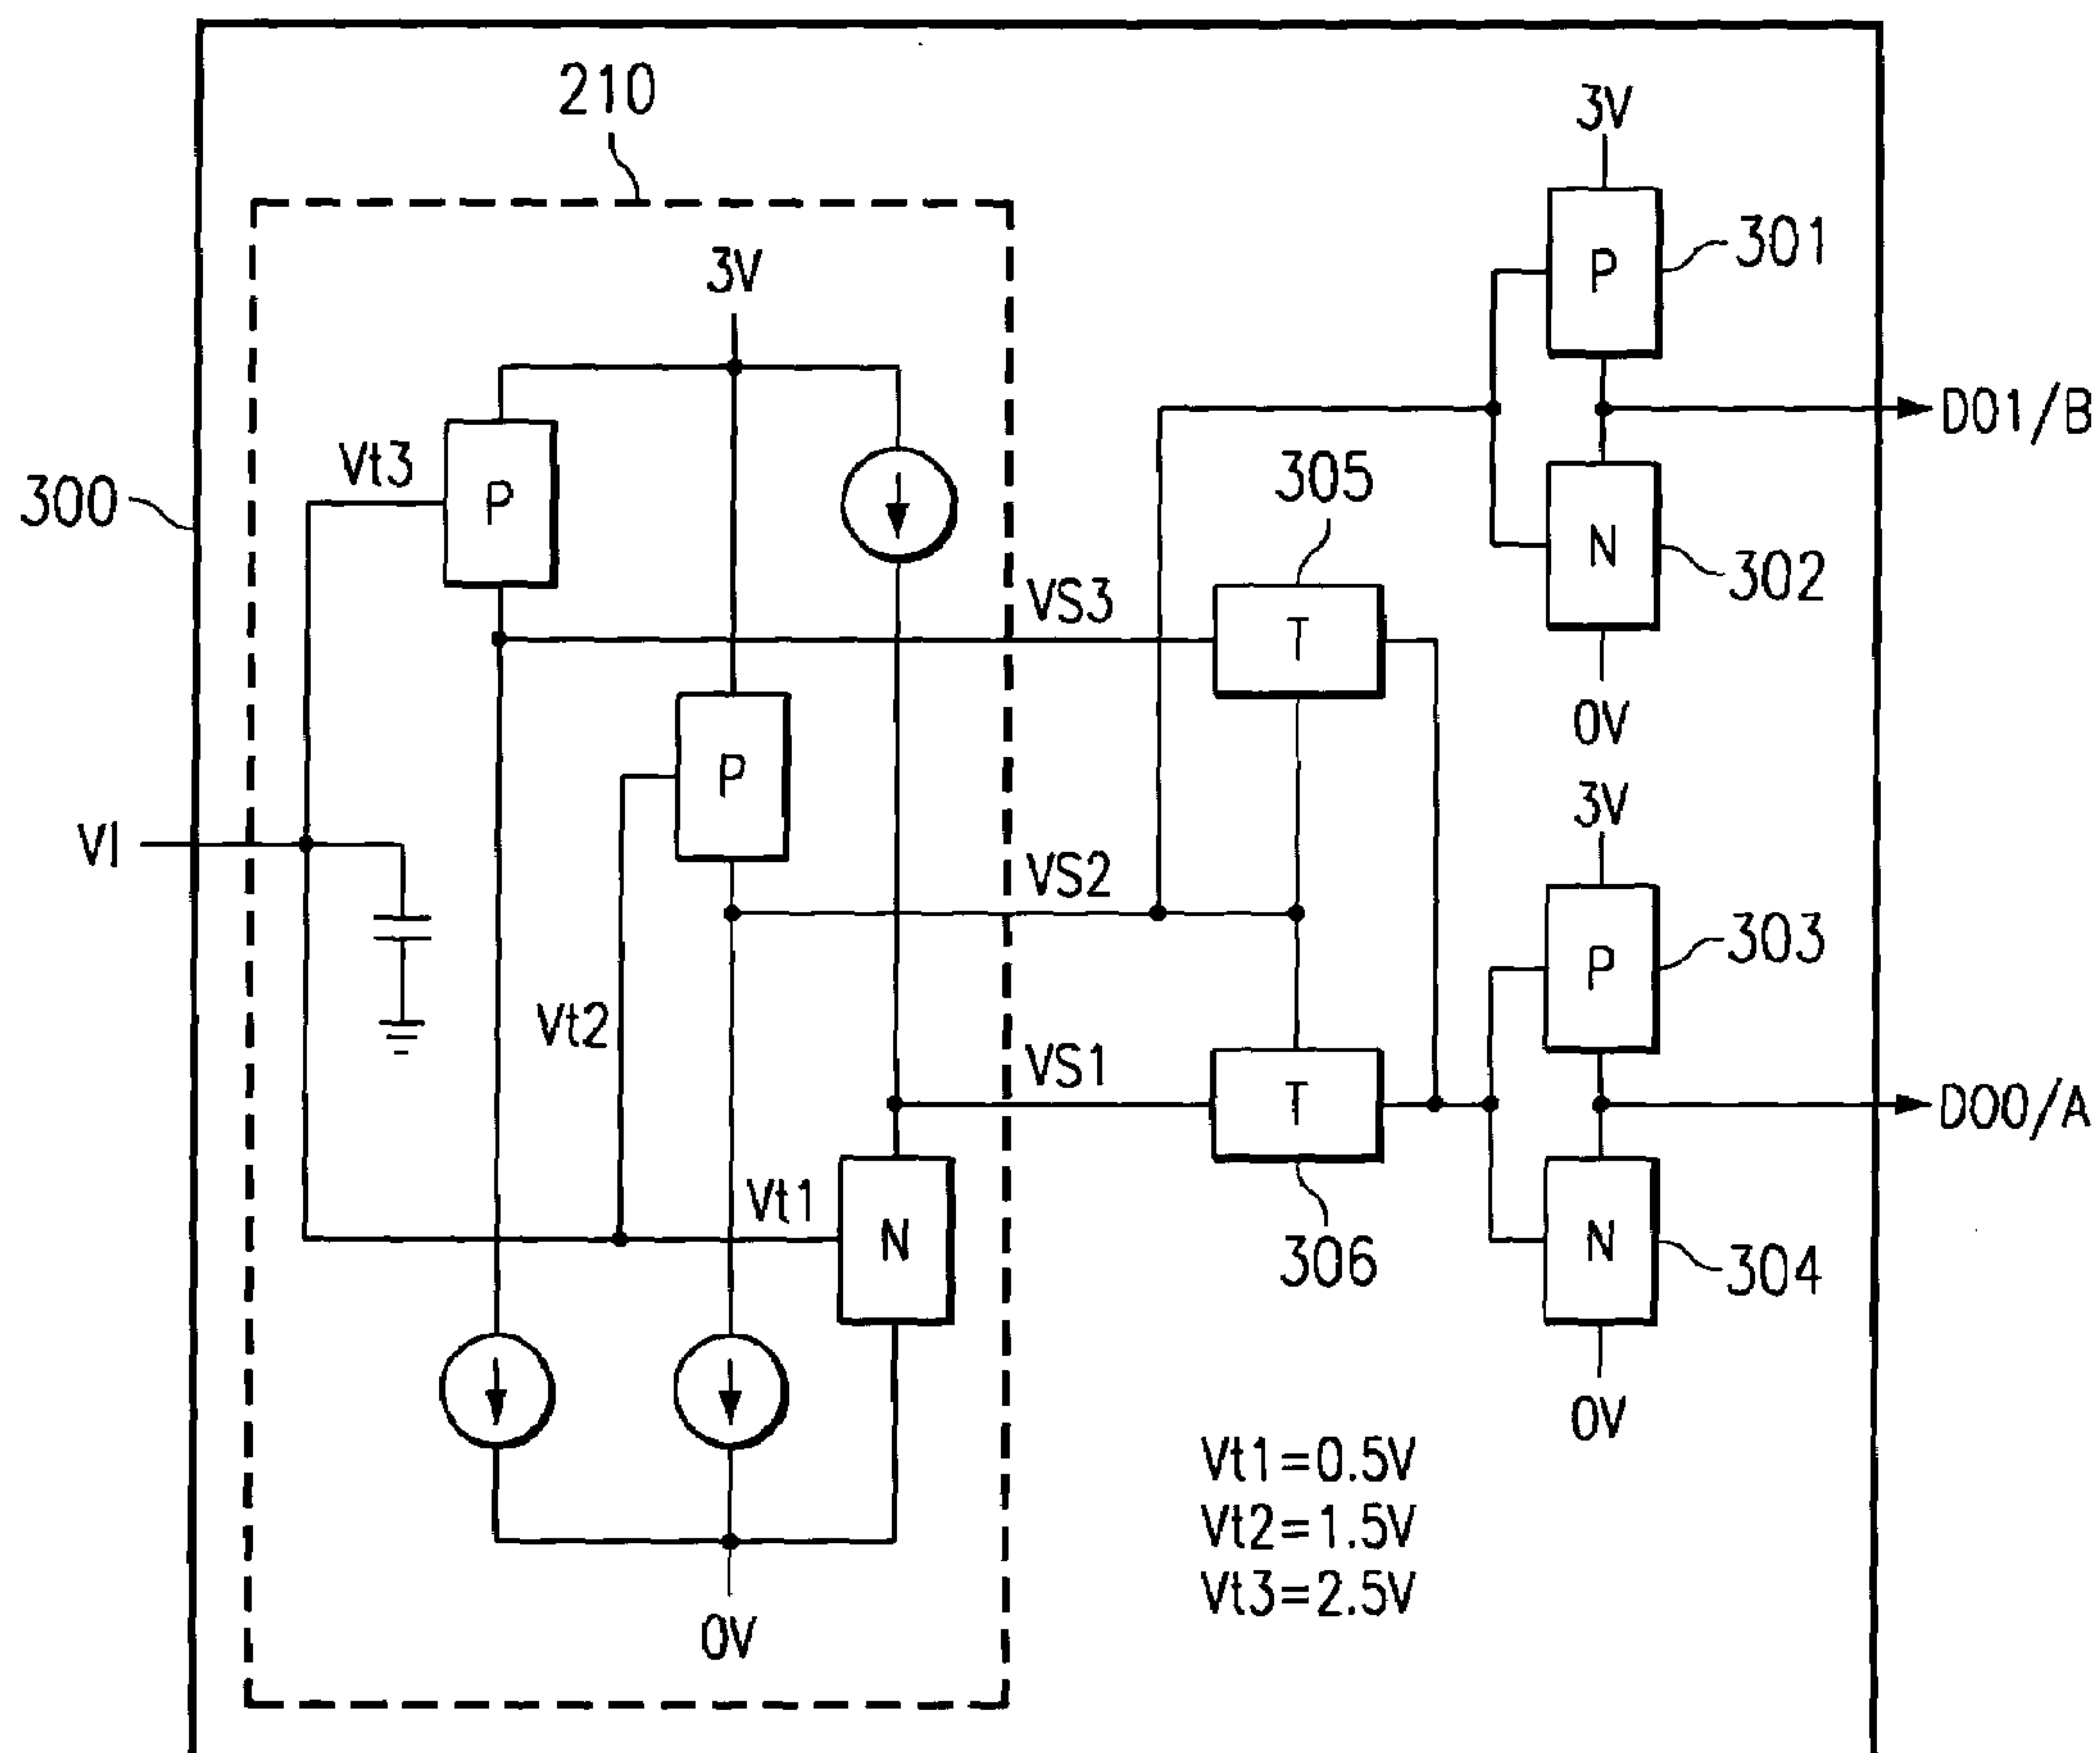 210
3V
301
P
3V
D01/B
Vt3
P
305
300
N
302
VS3
T
0V
P
3V
VI
VS2
303
P
Vt2
VS1
T
D00/A
Vt1
N
306
N
304
0V
Vt1=0.5V
Vt2=1.5V
Vt3=2.5V
0V